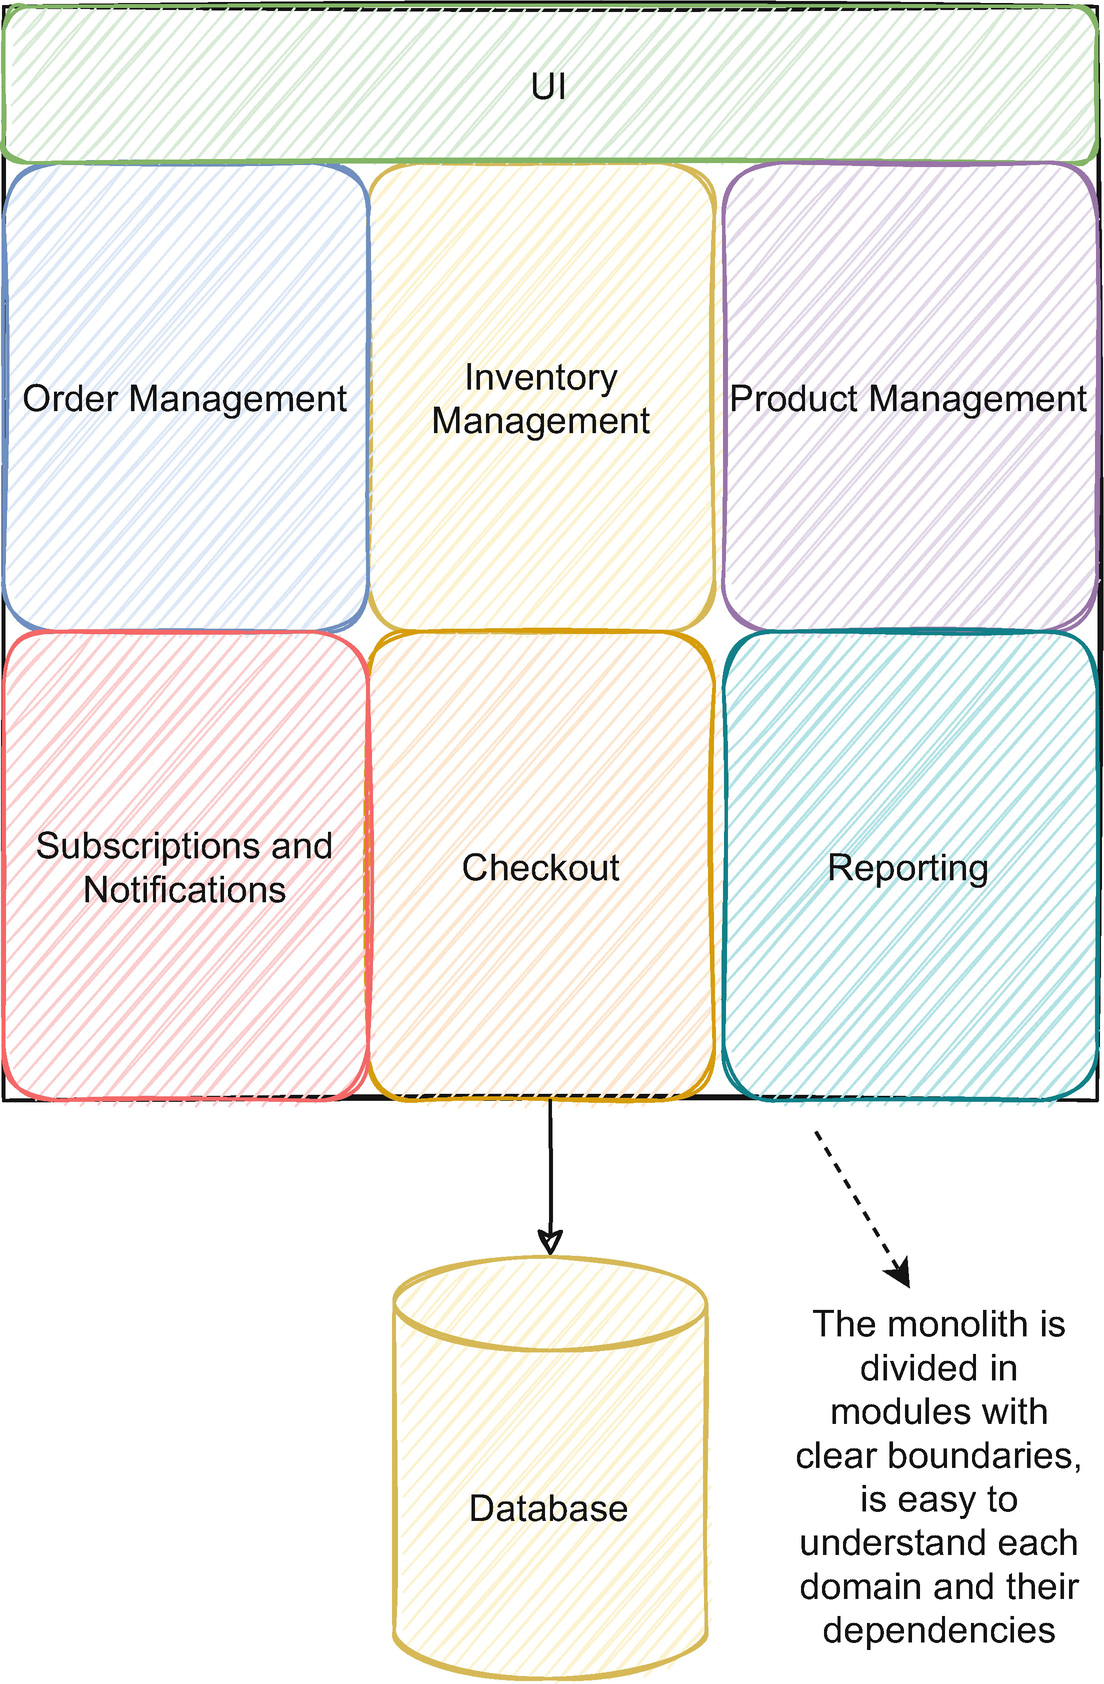 UI
Order Management
Inventory
Management
Product Management
Subscriptions and
Notifications
Checkout
Reporting
Database
The monolith is
divided in
modules with
clear boundaries,
is easy to
understand each
domain and their
dependencies